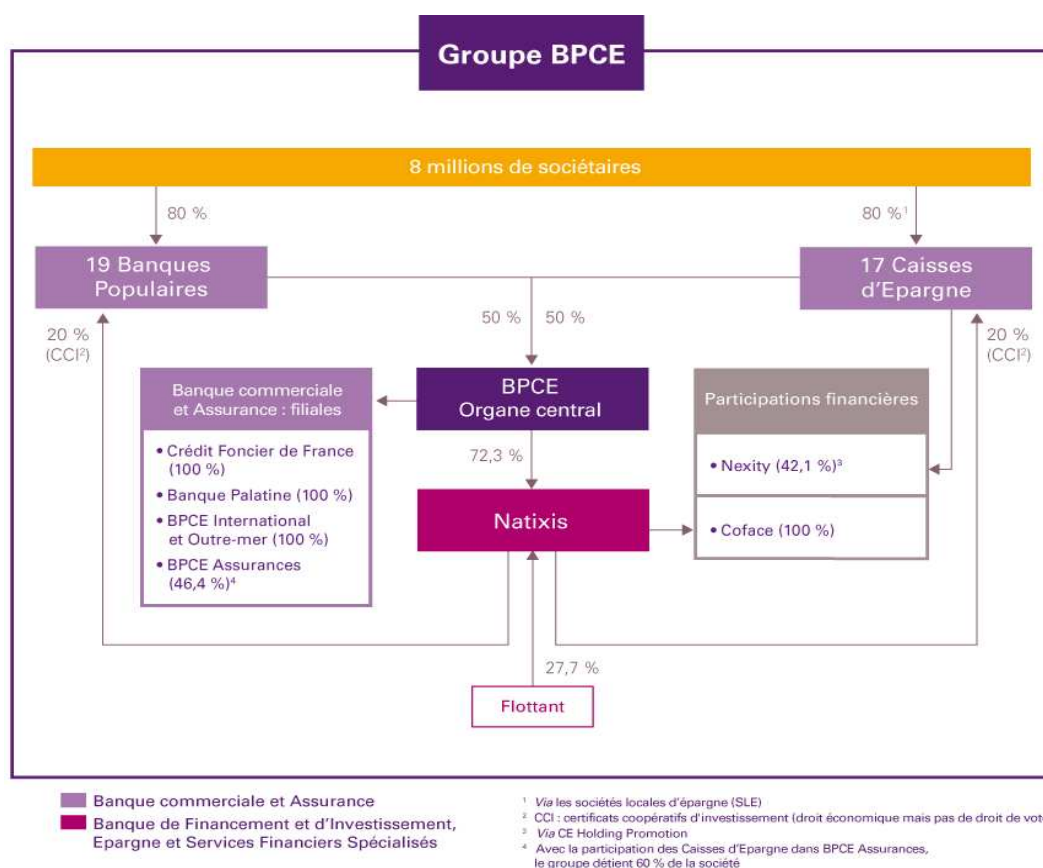 Groupe BPCE
8 millions de sociétaires
80 %
80 %¹
19 Banques
Populaires
17 Caisses
d'Epargne
50 %
50 %
20 %
(CCI²)
20 %
(CCI²)
Banque commerciale
et Assurance : filiales
• Crédit Foncier de France
(100 %)
• Banque Palatine (100 %)
• BPCE International
et Outre-mer (100 %)
• BPCE Assurances
(46,4 %)⁴
BPCE
Organe central
72,3 %
Natixis
Participations financières
• Nexity (42,1 %)³
• Coface (100 %)
27,7 %
Flottant
Banque commerciale et Assurance
Banque de Financement et d'Investissement,
Epargne et Services Financiers Spécialisés
¹ Via les sociétés locales d'épargne (SLE)
² CCI : certificats coopératifs d'investissement (droit économique mais pas de droit de vot
³ Via CE Holding Promotion
⁴ Avec la participation des Caisses d'Epargne dans BPCE Assurances,
le groupe détient 60 % de la société